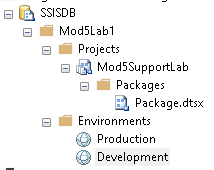 SSISDB
Mod5Lab1
Projects
Mod5SupportLab
Packages
Package.dtsx
Environments
Production
Development